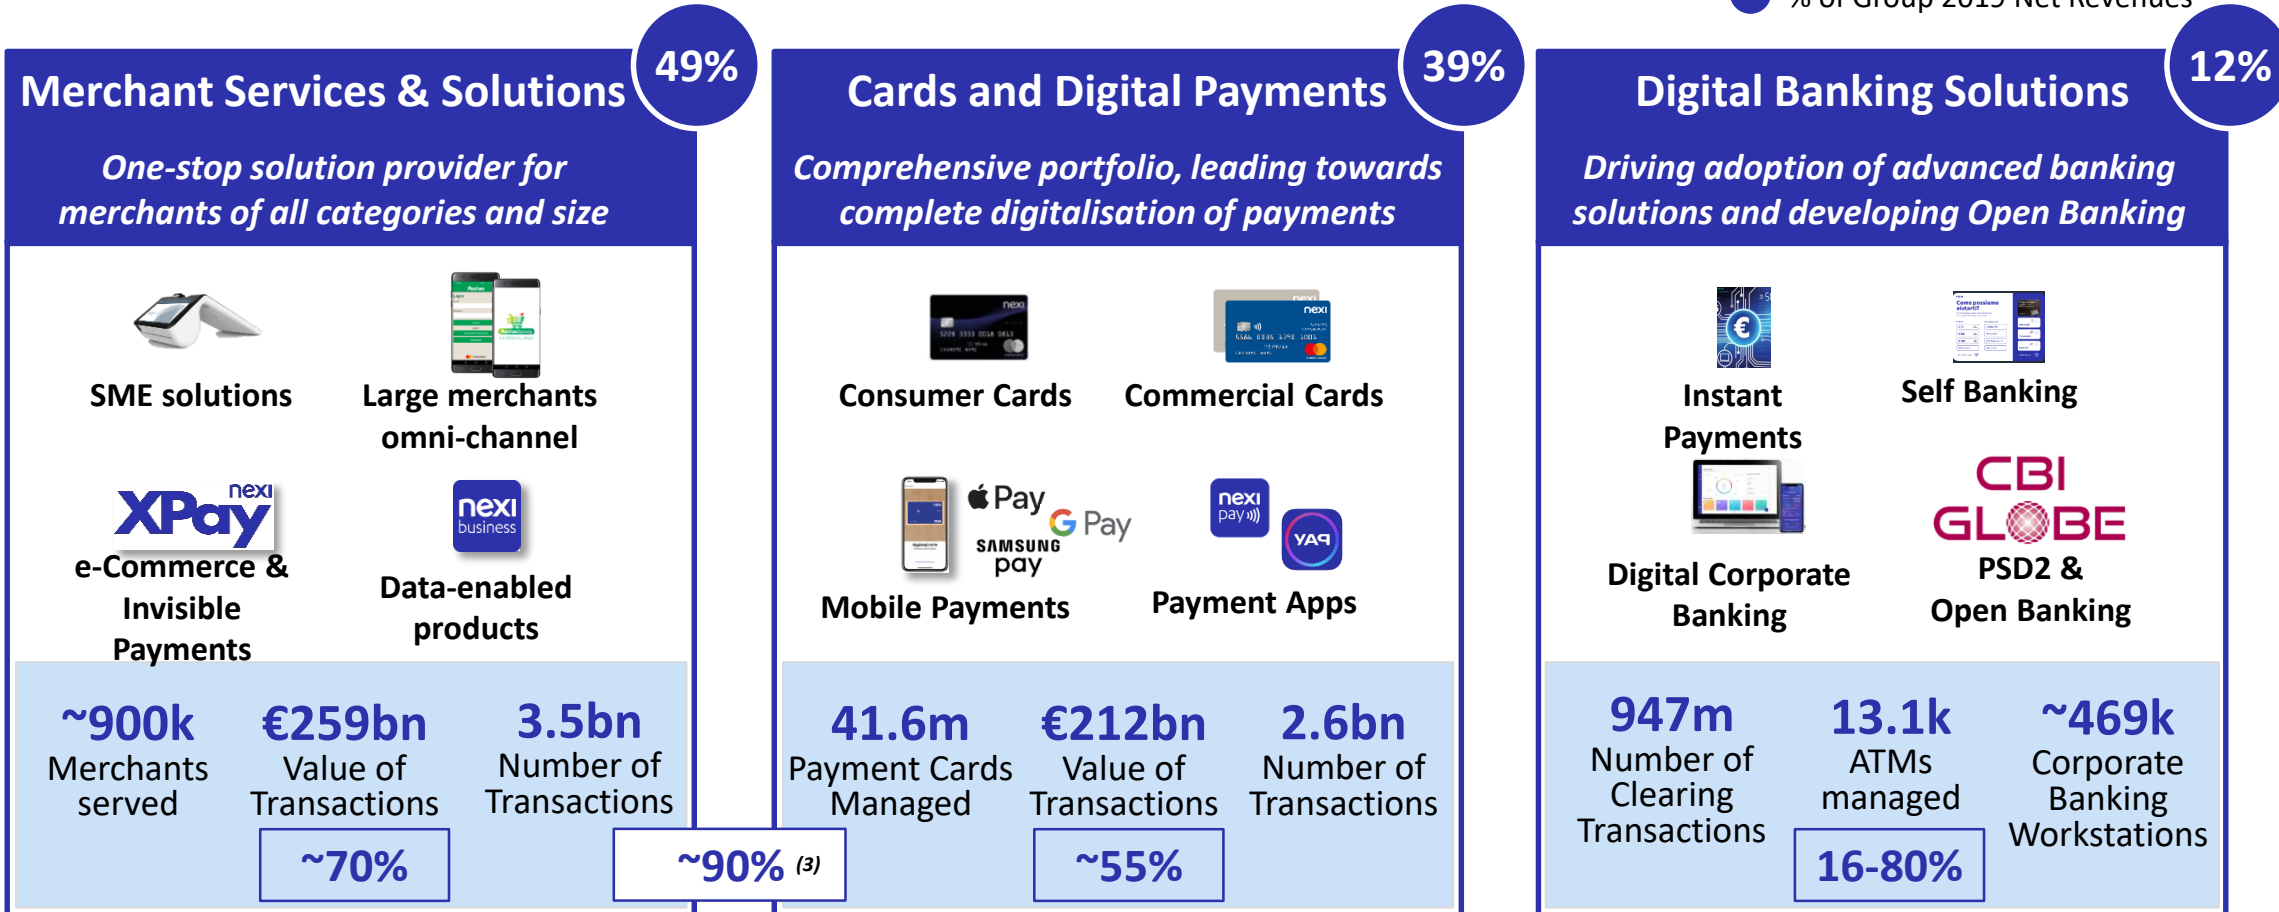 % of Group 2019 Net Revenues
Merchant Services & Solutions
49%
One-stop solution provider for
merchants of all categories and size
SME solutions
Large merchants
omni-channel
nexi
XPay
e-Commerce &
Invisible
Payments
nexi
business
Data-enabled
products
~900k
Merchants
served
€259bn
Value of
Transactions
3.5bn
Number of
Transactions
~70%
~90% (3)
Cards and Digital Payments
39%
Comprehensive portfolio, leading towards
complete digitalisation of payments
nexi
Consumer Cards
nexi
Commercial Cards
Pay
G Pay
SAMSUNG
pay
Mobile Payments
nexi
pay
YAP
Payment Apps
41.6m
Payment Cards
Managed
€212bn
Value of
Transactions
2.6bn
Number of
Transactions
~55%
Digital Banking Solutions
12%
Driving adoption of advanced banking
solutions and developing Open Banking
€
Instant
Payments
Come possiamo
aiutarti?
Self Banking
Digital Corporate
Banking
CBI
GLOBE
PSD2 &
Open Banking
947m
Number of
Clearing
Transactions
13.1k
ATMs
managed
~469k
Corporate
Banking
Workstations
16-80%